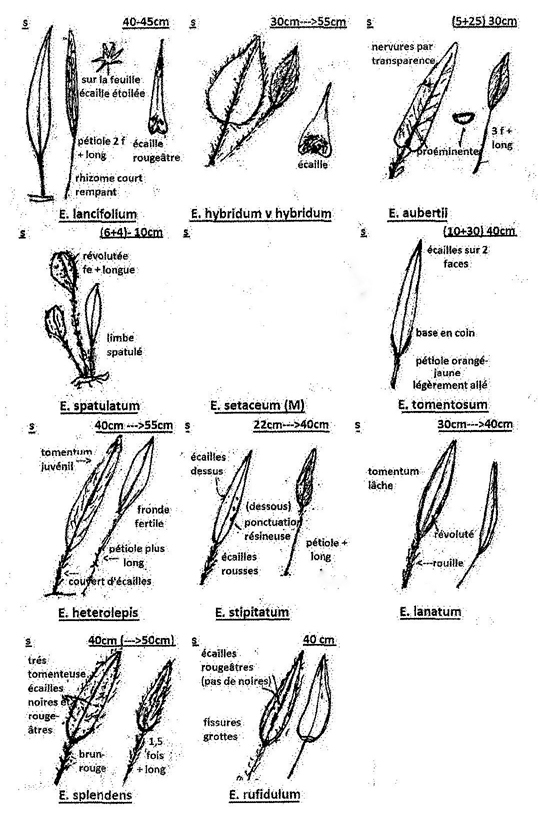 s 40-45cm
sur la feuille
écaille étoilée
pétiole 2 f
+ long
écaille
rougeâtre
rhizome court
rempant
E. lancifolium
s 30cm--->55cm
écaille
E. hybridum v hybridum
s (5+25) 30cm
nervures par
transparence
proéminente
3 f +
long
E. aubertii
s (6+4)- 10cm
révolutée
fe + longue
limbe
spatulé
E. spatulatum
s
E. setaceum (M)
s (10+30) 40cm
écailles sur 2
faces
base en coin
pétiole orangé-
jaune
légèrement ailé
E. tomentosum
s 40cm --->55cm
tomentum
juvénil -->
fronde
fertile
pétiole plus
long
couvert d'écailles
E. heterolepis
s 22cm--->40cm
écailles
dessus
(dessous)
ponctuation
résineuse
écailles
rousses
pétiole +
long
E. stipitatum
s 30cm--->40cm
tomentum
lâche
révoluté
rouille
E. lanatum
s 40cm (--->50cm)
trés
tomenteuse
écailles
noires et
rouge-
âtres
brun-
rouge
1,5
fois
+ long
E. splendens
s 40 cm
écailles
rougeâtres
(pas de noires)
fissures
grottes
E. rufidulum